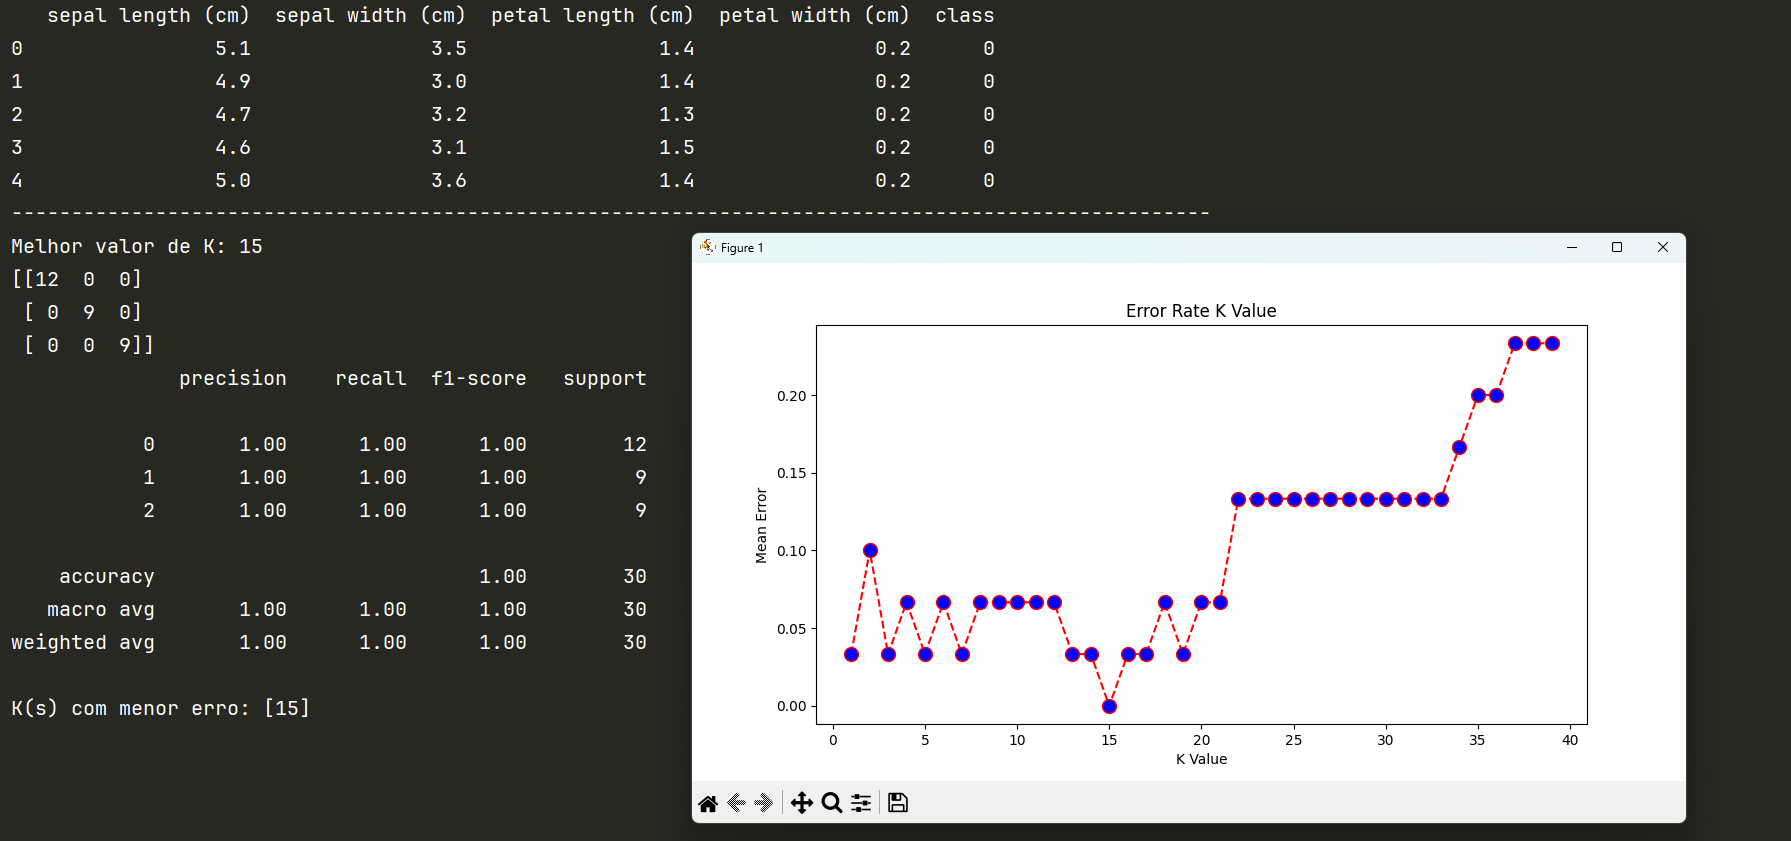 sepal length (cm)  sepal width (cm)  petal length (cm)  petal width (cm)  class
0                5.1               3.5                1.4               0.2      0
1                4.9               3.0                1.4               0.2      0
2                4.7               3.2                1.3               0.2      0
3                4.6               3.1                1.5               0.2      0
4                5.0               3.6                1.4               0.2      0
----------------------------------------------------------------------------------------------------
Melhor valor de K: 15
[[12  0  0]
 [ 0  9  0]
 [ 0  0  9]]
              precision    recall  f1-score   support
           0       1.00      1.00      1.00        12
           1       1.00      1.00      1.00         9
           2       1.00      1.00      1.00         9
    accuracy                           1.00        30
   macro avg       1.00      1.00      1.00        30
weighted avg       1.00      1.00      1.00        30
K(s) com menor erro: [15]
Figure 1
Error Rate K Value
Mean Error
0.20
0.15
0.10
0.05
0.00
0 5 10 15 20 25 30 35 40
K Value